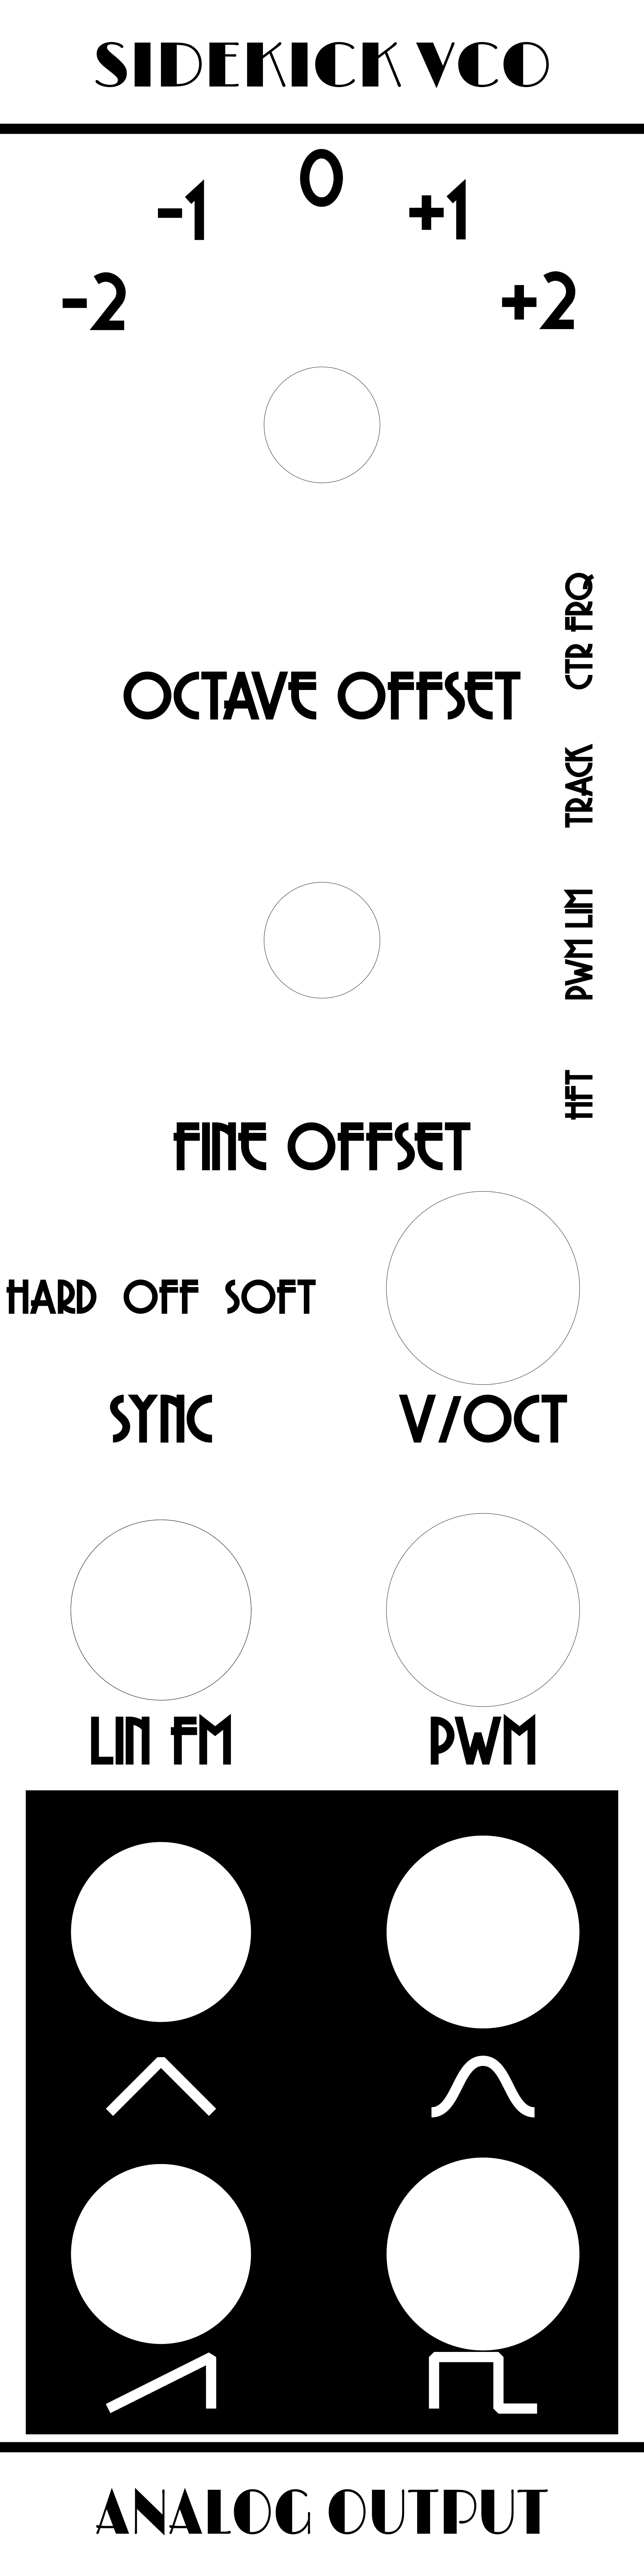 SIDEKICK VCO
0
-1 +1
-2 +2
CTR FRQ
OCTAVE OFFSET
TRACK
PWM LIM
HFT
FINE OFFSET
HARD OFF SOFT
SYNC V/OCT
LIN FM PWM
ANALOG OUTPUT